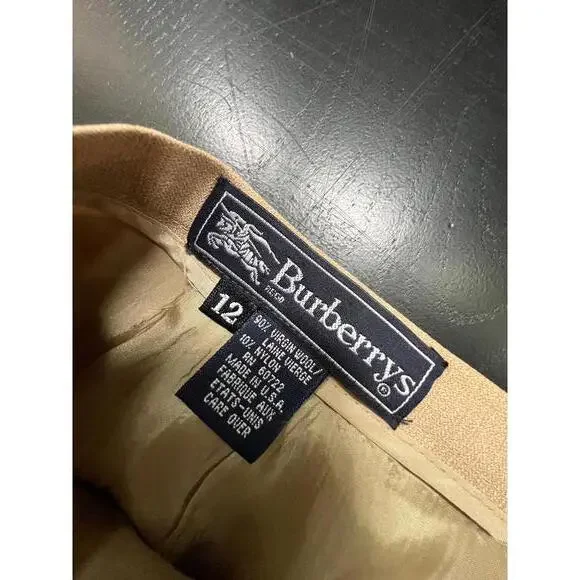 Burberrys®
REGD
12
90% VIRGIN WOOL/
LAINE VIERGE
10% NYLON
RN 60722
MADE IN U.S.A.
FABRIQUE AUX
ETATS-UNIS
CARE OVER